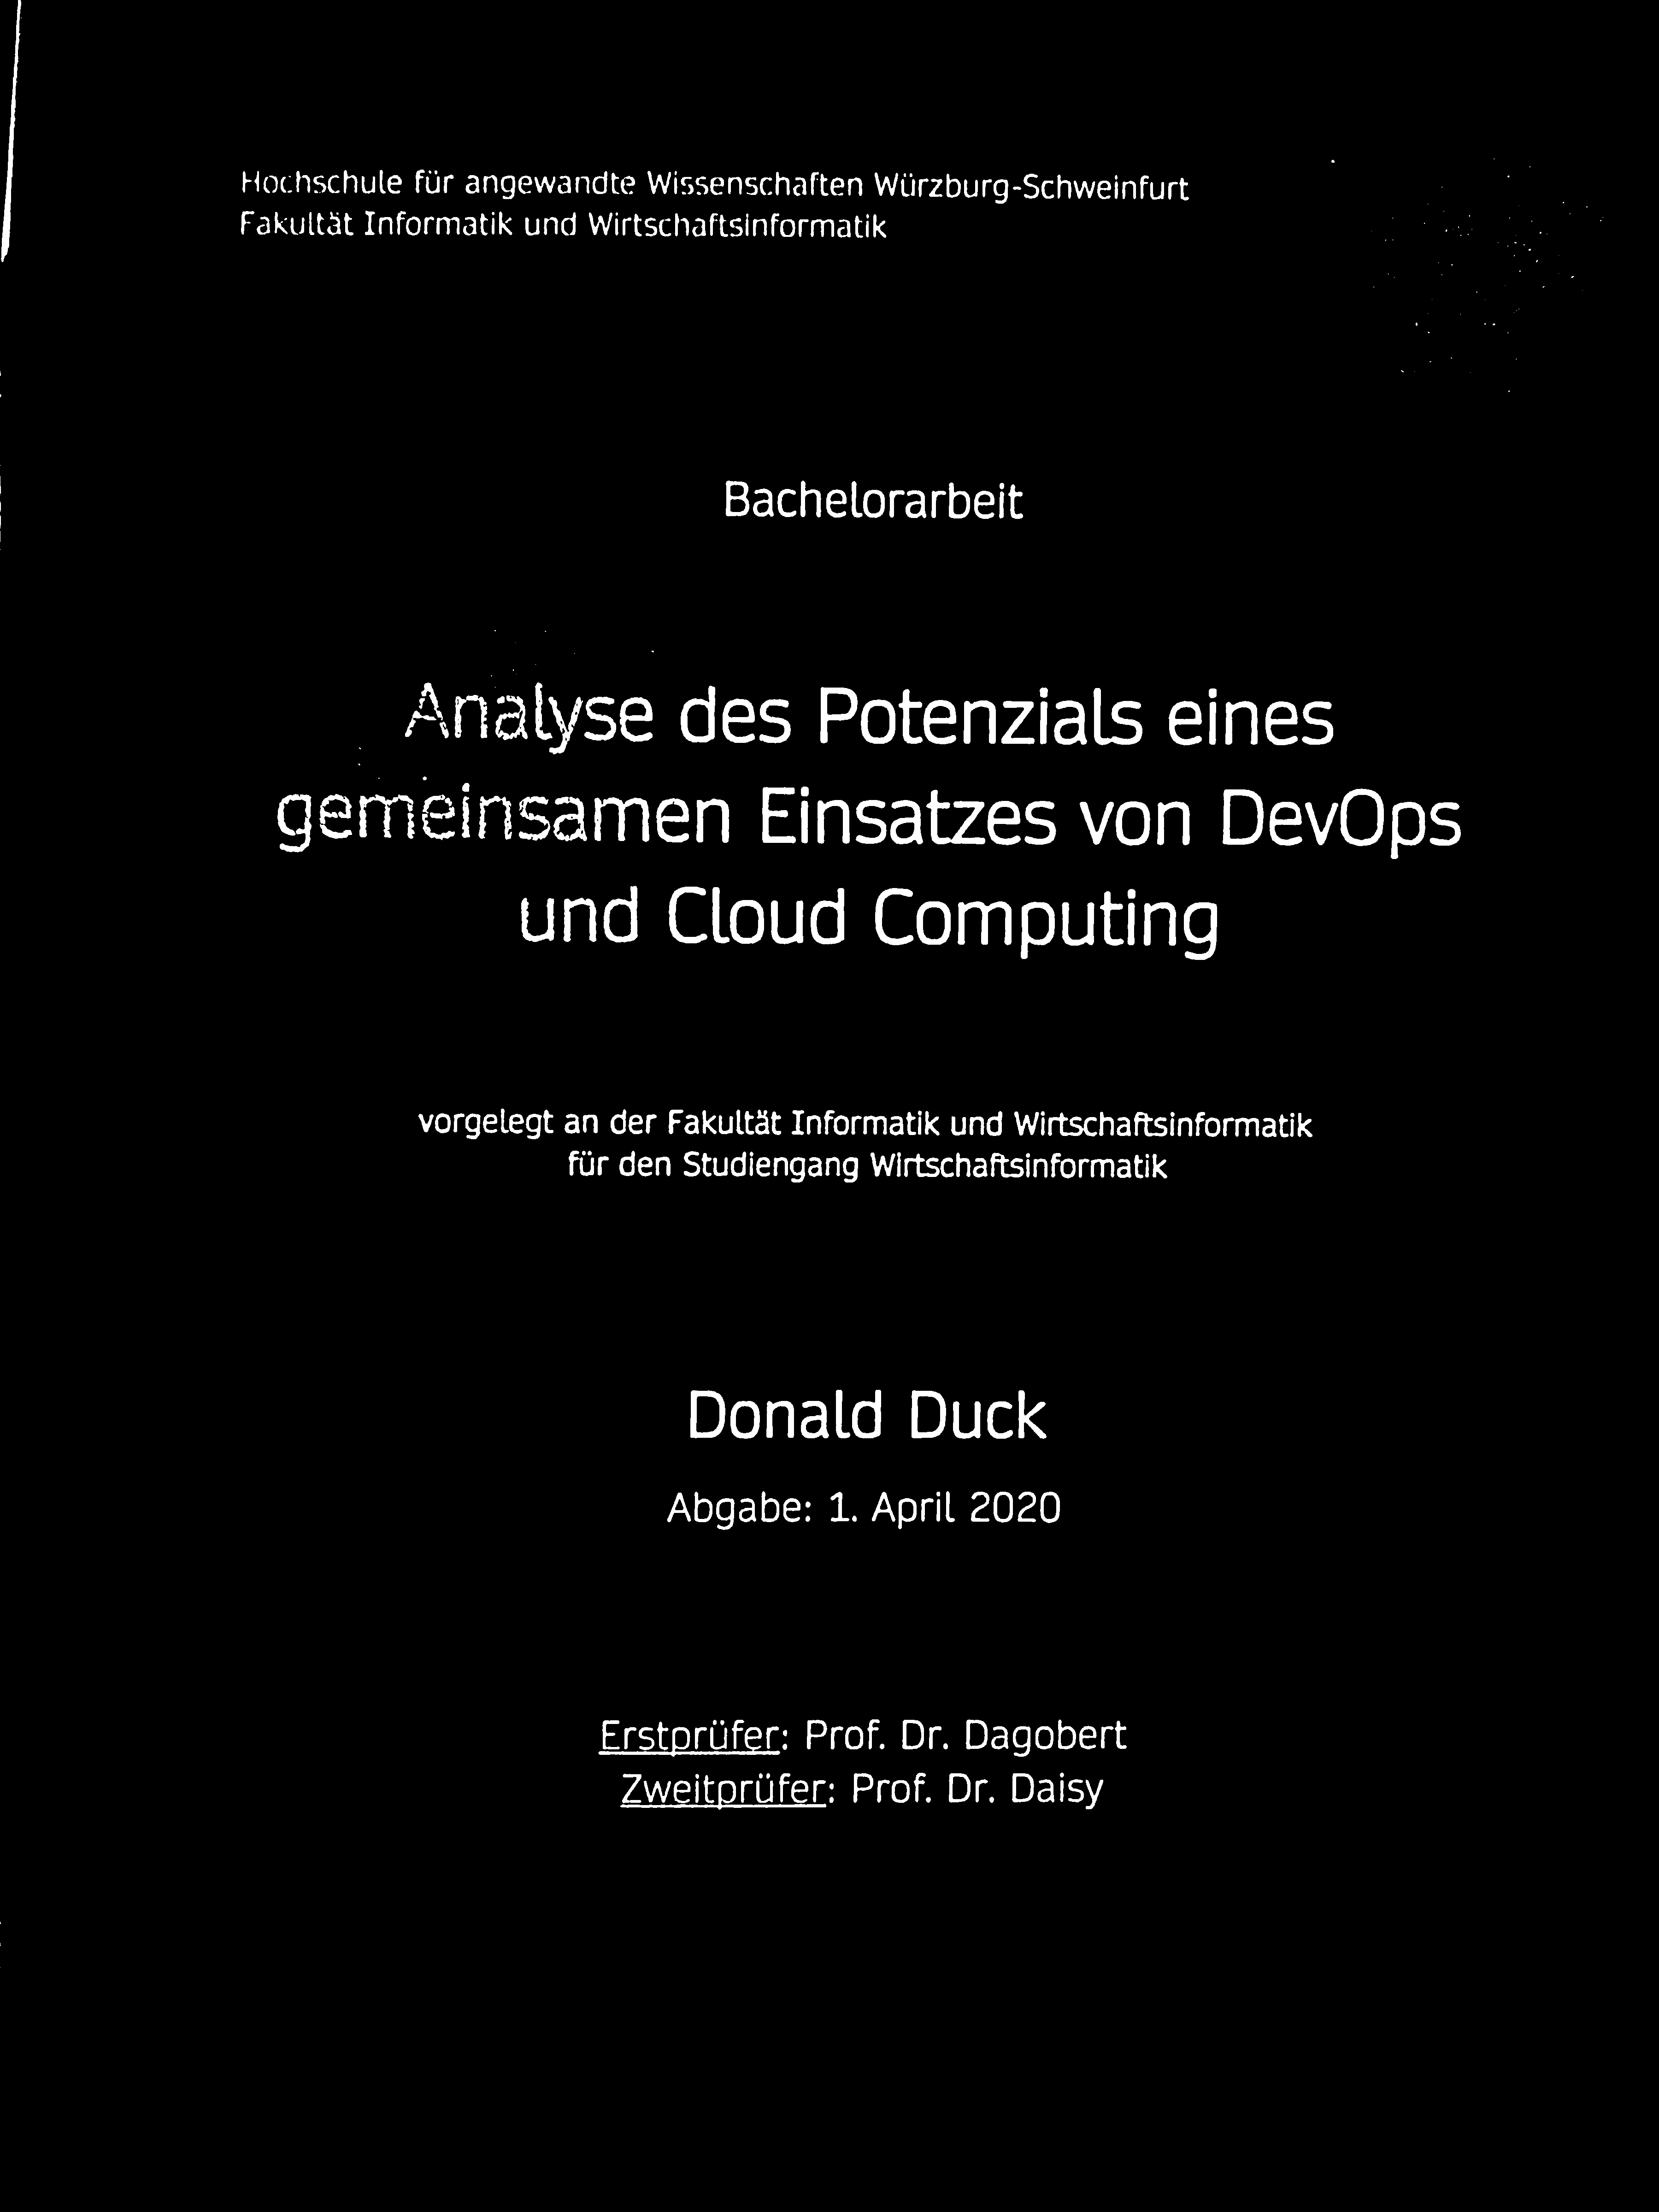 Hochschule für angewandte Wissenschaften Würzburg-Schweinfurt
Fakultät Informatik und Wirtschaftsinformatik
Bachelorarbeit
Analyse des Potenzials eines
gemeinsamen Einsatzes von DevOps
und Cloud Computing
vorgelegt an der Fakultät Informatik und Wirtschaftsinformatik
für den Studiengang Wirtschaftsinformatik
Donald Duck
Abgabe: 1. April 2020
Erstprüfer: Prof. Dr. Dagobert
Zweitprüfer: Prof. Dr. Daisy